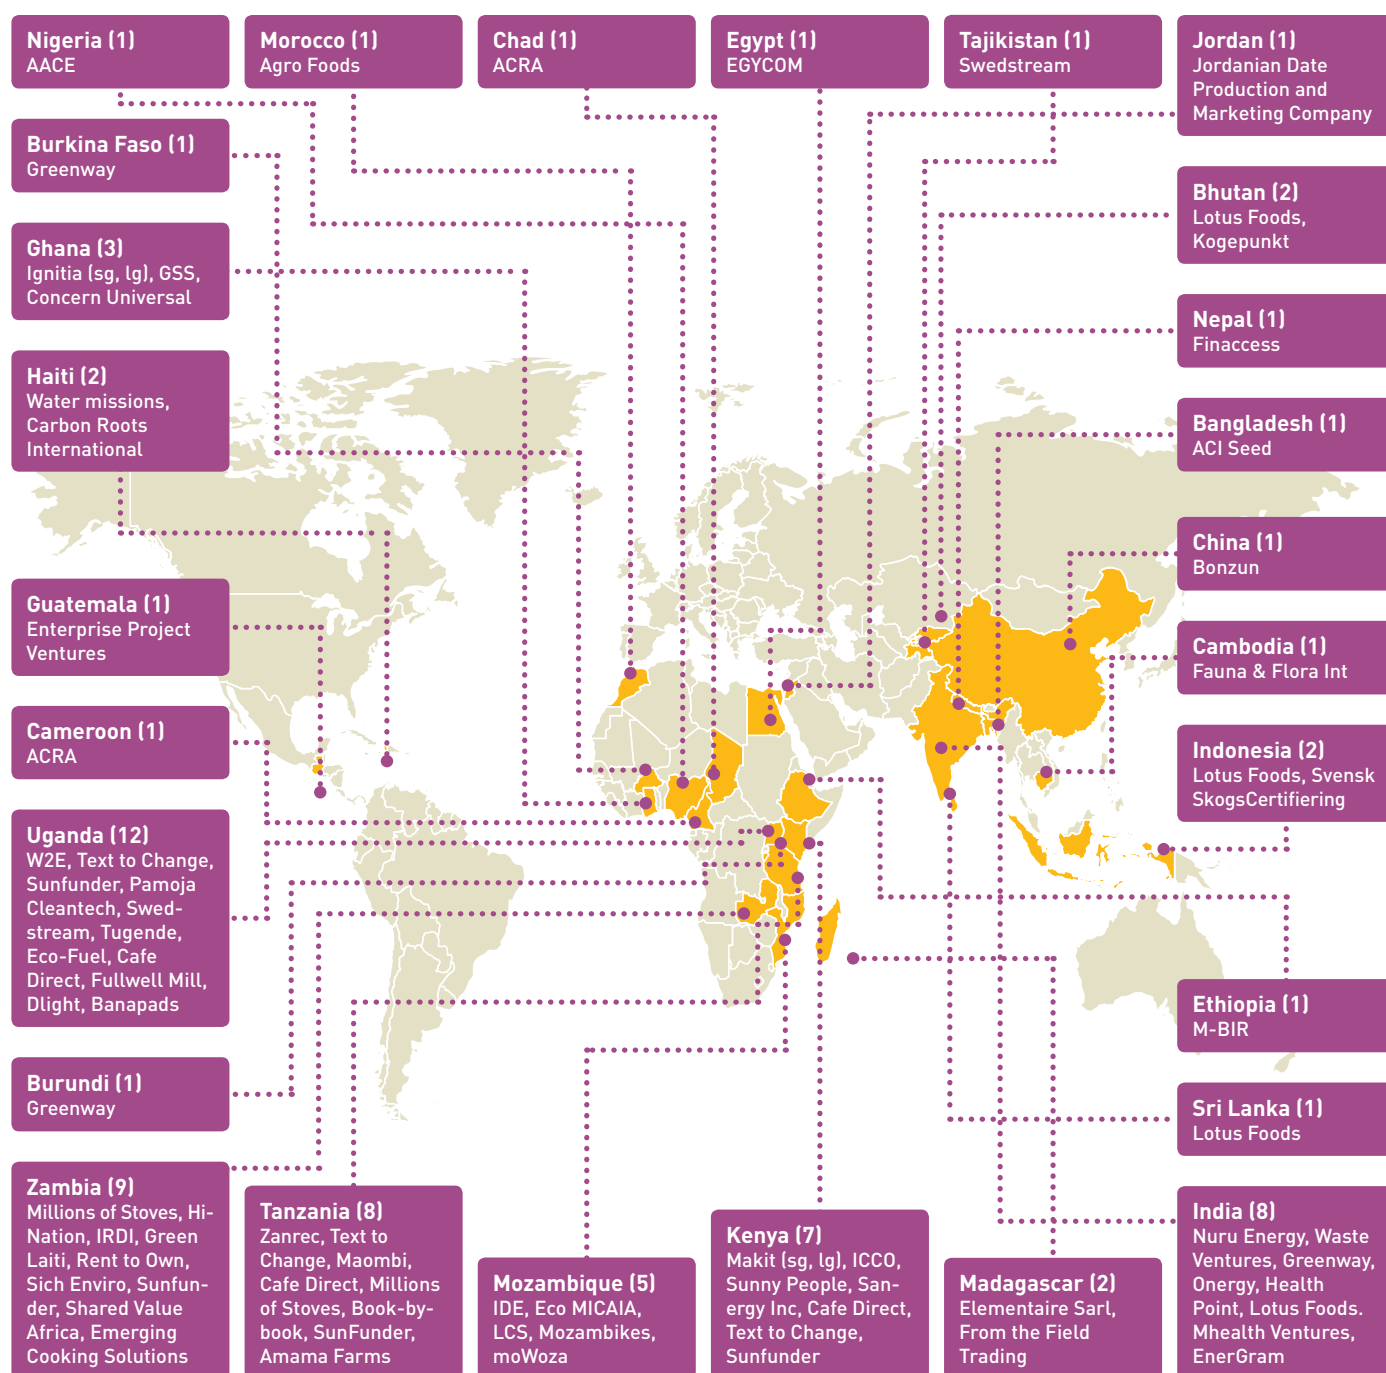 Nigeria (1)
AACE
Morocco (1)
Agro Foods
Chad (1)
ACRA
Egypt (1)
EGYCOM
Tajikistan (1)
Swedstream
Jordan (1)
Jordanian Date
Production and
Marketing Company
Burkina Faso (1)
Greenway
Bhutan (2)
Lotus Foods,
Kogepunkt
Ghana (3)
Ignitia (sg, lg), GSS,
Concern Universal
Nepal (1)
Finaccess
Haiti (2)
Water missions,
Carbon Roots
International
Bangladesh (1)
ACI Seed
China (1)
Bonzun
Guatemala (1)
Enterprise Project
Ventures
Cambodia (1)
Fauna & Flora Int
Cameroon (1)
ACRA
Indonesia (2)
Lotus Foods, Svensk
SkogsCertifiering
Uganda (12)
W2E, Text to Change,
Sunfunder, Pamoja
Cleantech, Swed-
stream, Tugende,
Eco-Fuel, Cafe
Direct, Fullwell Mill,
Dlight, Banapads
Ethiopia (1)
M-BIR
Burundi (1)
Greenway
Sri Lanka (1)
Lotus Foods
Zambia (9)
Millions of Stoves, Hi-
Nation, IRDI, Green
Laiti, Rent to Own,
Sich Enviro, Sunfun-
der, Shared Value
Africa, Emerging
Cooking Solutions
Tanzania (8)
Zanrec, Text to
Change, Maombi,
Cafe Direct, Millions
of Stoves, Book-by-
book, SunFunder,
Amama Farms
Mozambique (5)
IDE, Eco MICAIA,
LCS, Mozambikes,
moWoza
Kenya (7)
Makit (sg, lg), ICCO,
Sunny People, San-
ergy Inc, Cafe Direct,
Text to Change,
Sunfunder
Madagascar (2)
Elementaire Sarl,
From the Field
Trading
India (8)
Nuru Energy, Waste
Ventures, Greenway,
Onergy, Health
Point, Lotus Foods.
Mhealth Ventures,
EnerGram